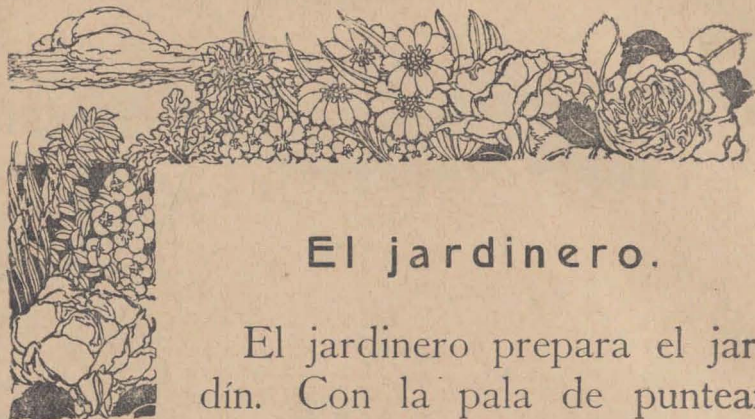 El jardinero.
El jardinero prepara el jar
dín. Con la pala de puntea